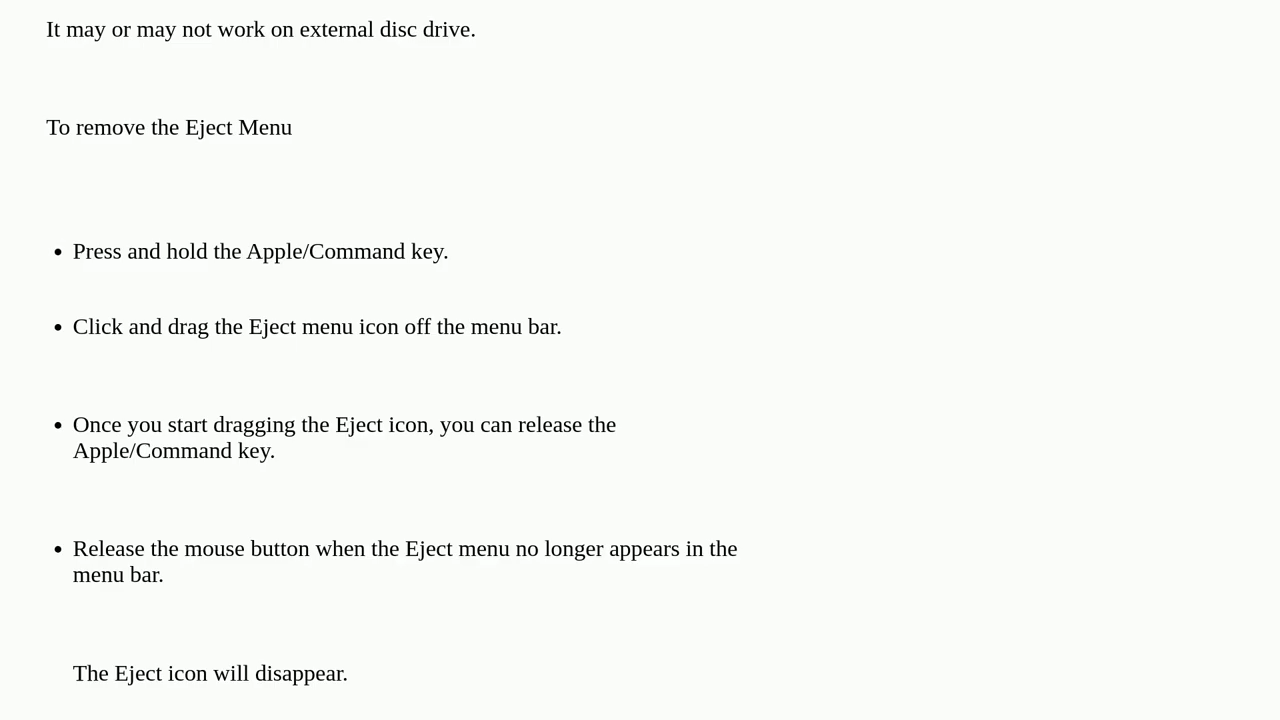 It may or may not work on external disc drive.
To remove the Eject Menu
• Press and hold the Apple/Command key.
• Click and drag the Eject menu icon off the menu bar.
• Once you start dragging the Eject icon, you can release the
Apple/Command key.
• Release the mouse button when the Eject menu no longer appears in the
menu bar.
The Eject icon will disappear.